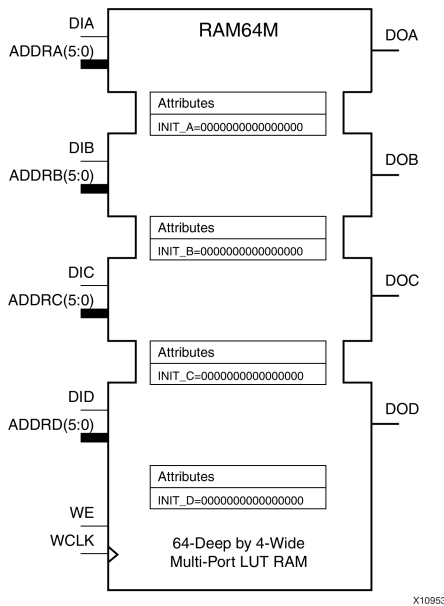 RAM64M
DIA
ADDRA(5:0)
DOA
Attributes
INIT_A=0000000000000000
DIB
ADDRB(5:0)
DOB
Attributes
INIT_B=0000000000000000
DIC
ADDRC(5:0)
DOC
Attributes
INIT_C=0000000000000000
DID
ADDRD(5:0)
DOD
Attributes
INIT_D=0000000000000000
WE
WCLK
64-Deep by 4-Wide
Multi-Port LUT RAM
X10953